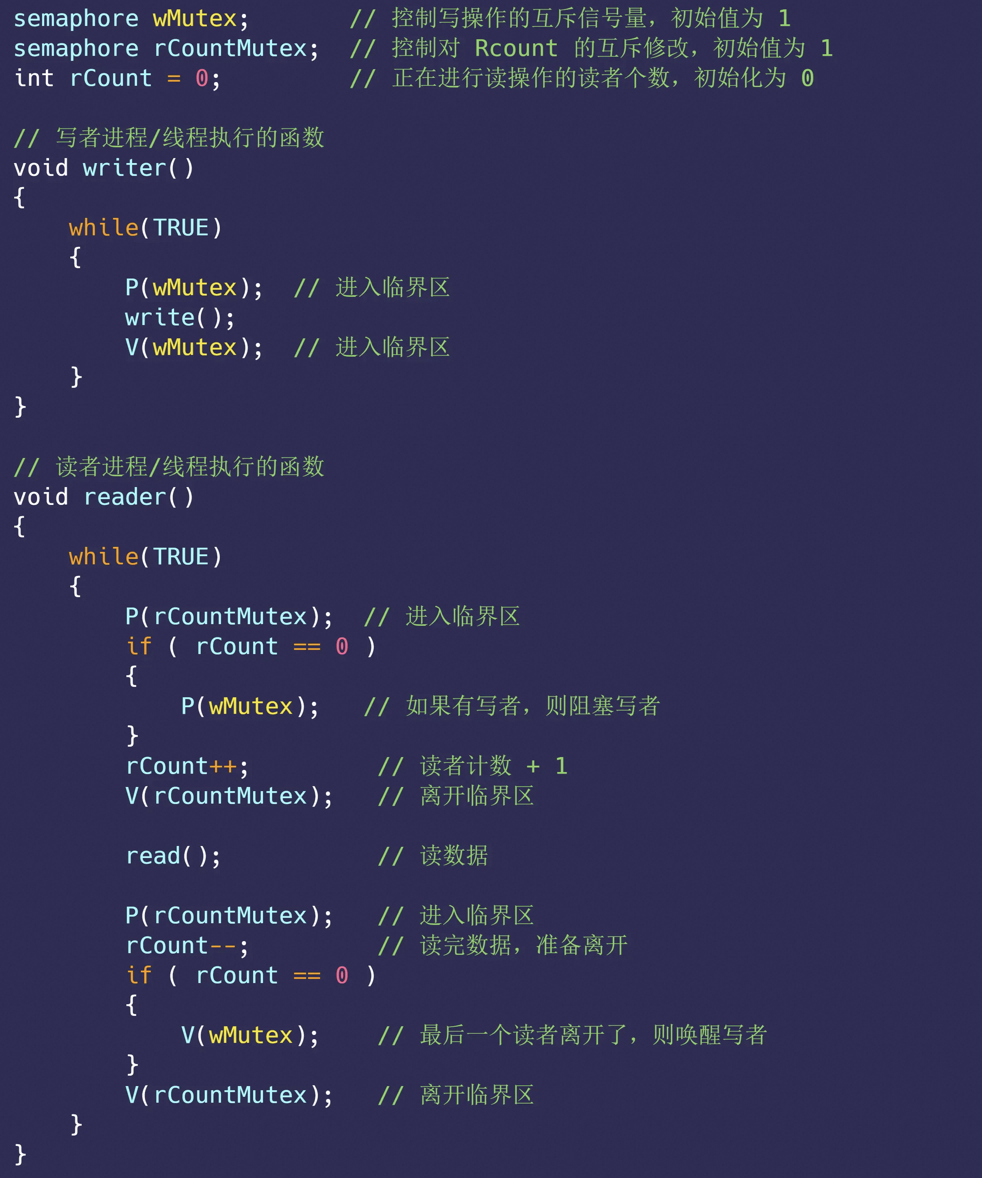 semaphore wMutex;       // 控制写操作的互斥信号量，初始值为 1
semaphore rCountMutex;  // 控制对 Rcount 的互斥修改，初始值为 1
int rCount = 0;         // 正在进行读操作的读者个数，初始化为 0

// 写者进程/线程执行的函数
void writer()
{
    while(TRUE)
    {
        P(wMutex);  // 进入临界区
        write();
        V(wMutex);  // 进入临界区
    }
}

// 读者进程/线程执行的函数
void reader()
{
    while(TRUE)
    {
        P(rCountMutex);  // 进入临界区
        if ( rCount == 0 )
        {
            P(wMutex);   // 如果有写者，则阻塞写者
        }
        rCount++;         // 读者计数 + 1
        V(rCountMutex);   // 离开临界区

        read();           // 读数据

        P(rCountMutex);   // 进入临界区
        rCount--;         // 读完数据，准备离开
        if ( rCount == 0 )
        {
            V(wMutex);    // 最后一个读者离开了，则唤醒写者
        }
        V(rCountMutex);   // 离开临界区
    }
}